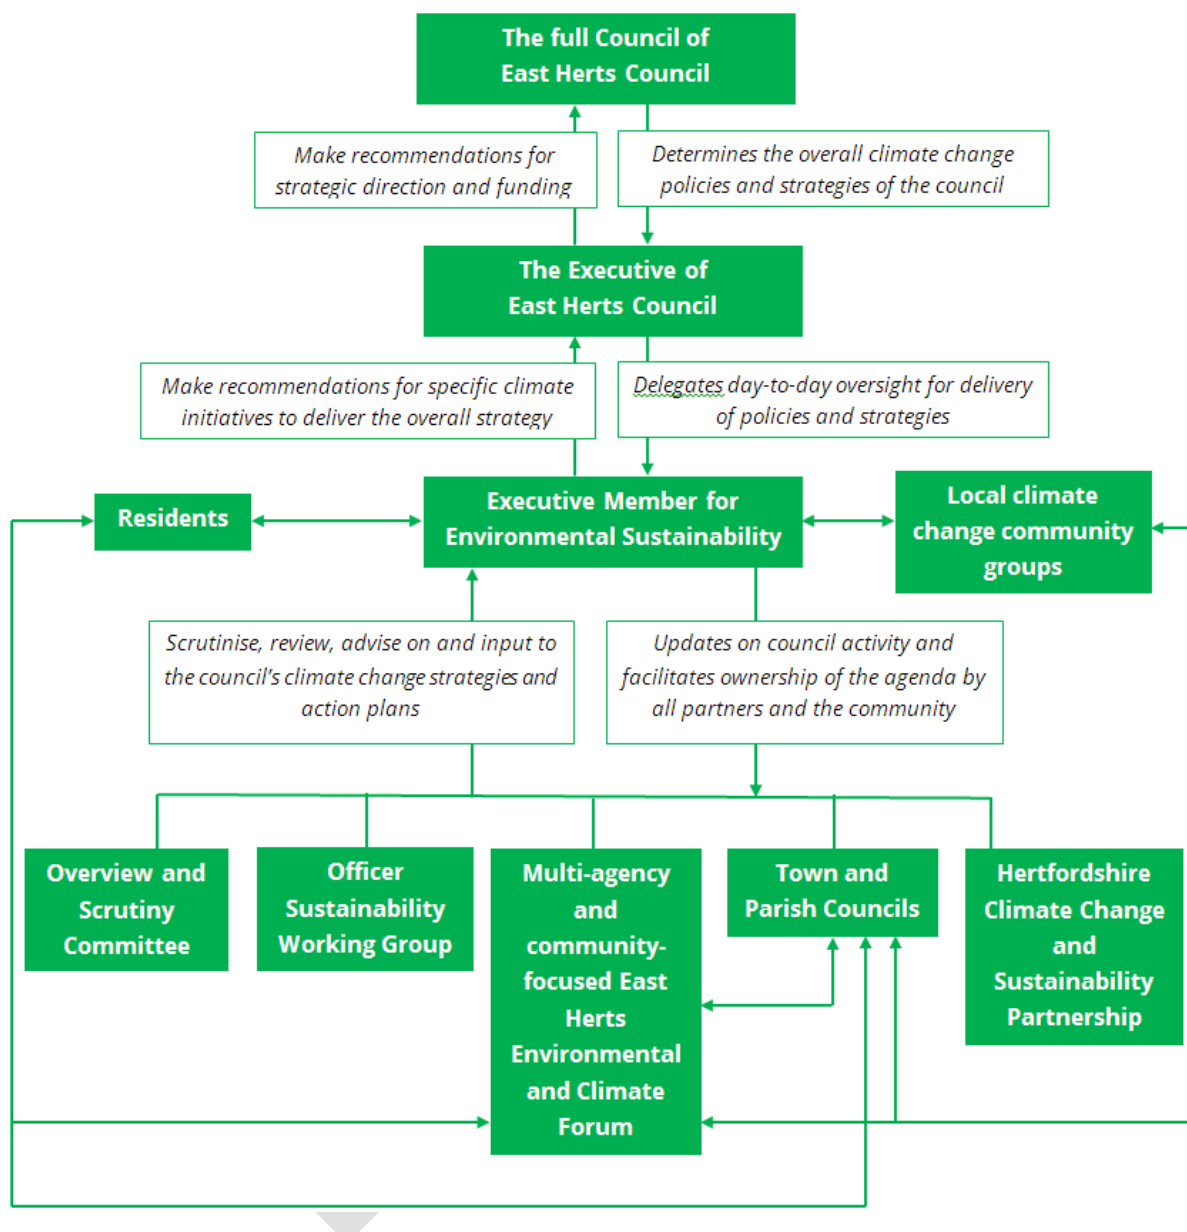 The full Council of
East Herts Council
Make recommendations for
strategic direction and funding
Determines the overall climate change
policies and strategies of the council
The Executive of
East Herts Council
Make recommendations for specific climate
initiatives to deliver the overall strategy
Delegates day-to-day oversight for delivery
of policies and strategies
Residents
Executive Member for
Environmental Sustainability
Local climate
change community
groups
Scrutinise, review, advise on and input to
the council's climate change strategies and
action plans
Updates on council activity and
facilitates ownership of the agenda by
all partners and the community
Overview and
Scrutiny
Committee
Officer
Sustainability
Working Group
Multi-agency
and
community-
focused East
Herts
Environmental
and Climate
Forum
Town and
Parish Councils
Hertfordshire
Climate Change
and
Sustainability
Partnership